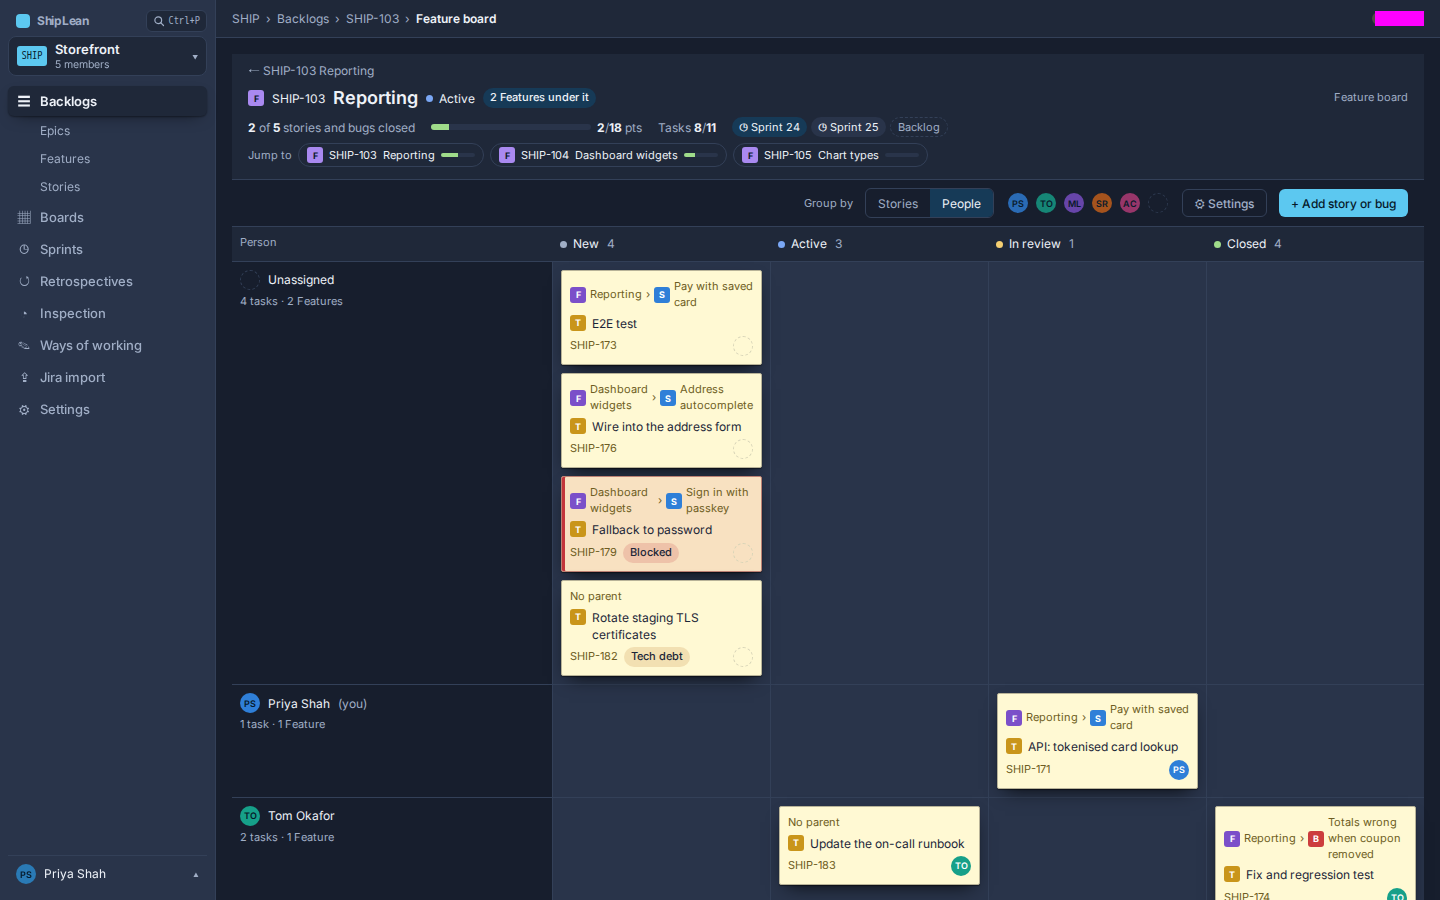 ShipLean
Ctrl+P
SHIP
Storefront
5 members
Backlogs
Epics
Features
Stories
Boards
Sprints
Retrospectives
Inspection
Ways of working
Jira import
Settings
PS Priya Shah
SHIP › Backlogs › SHIP-103 › Feature board
← SHIP-103 Reporting
F SHIP-103 Reporting Active 2 Features under it
Feature board
2 of 5 stories and bugs closed 2/18 pts Tasks 8/11 Sprint 24 Sprint 25 Backlog
Jump to F SHIP-103 Reporting F SHIP-104 Dashboard widgets F SHIP-105 Chart types
Group by Stories People PS TO ML SR AC Settings + Add story or bug
Person New 4 Active 3 In review 1 Closed 4
Unassigned
4 tasks · 2 Features
F Reporting › S Pay with saved
card
T E2E test
SHIP-173
F Dashboard
widgets
› S Address
autocomplete
T Wire into the address form
SHIP-176
F Dashboard
widgets
› S Sign in with
passkey
T Fallback to password
SHIP-179 Blocked
No parent
T Rotate staging TLS
certificates
SHIP-182 Tech debt
PS Priya Shah (you)
1 task · 1 Feature
F Reporting › S Pay with saved
card
T API: tokenised card lookup
SHIP-171 PS
TO Tom Okafor
2 tasks · 1 Feature
No parent
T Update the on-call runbook
SHIP-183 TO
F Reporting › B Totals wrong
when coupon
removed
T Fix and regression test
SHIP-174 TO